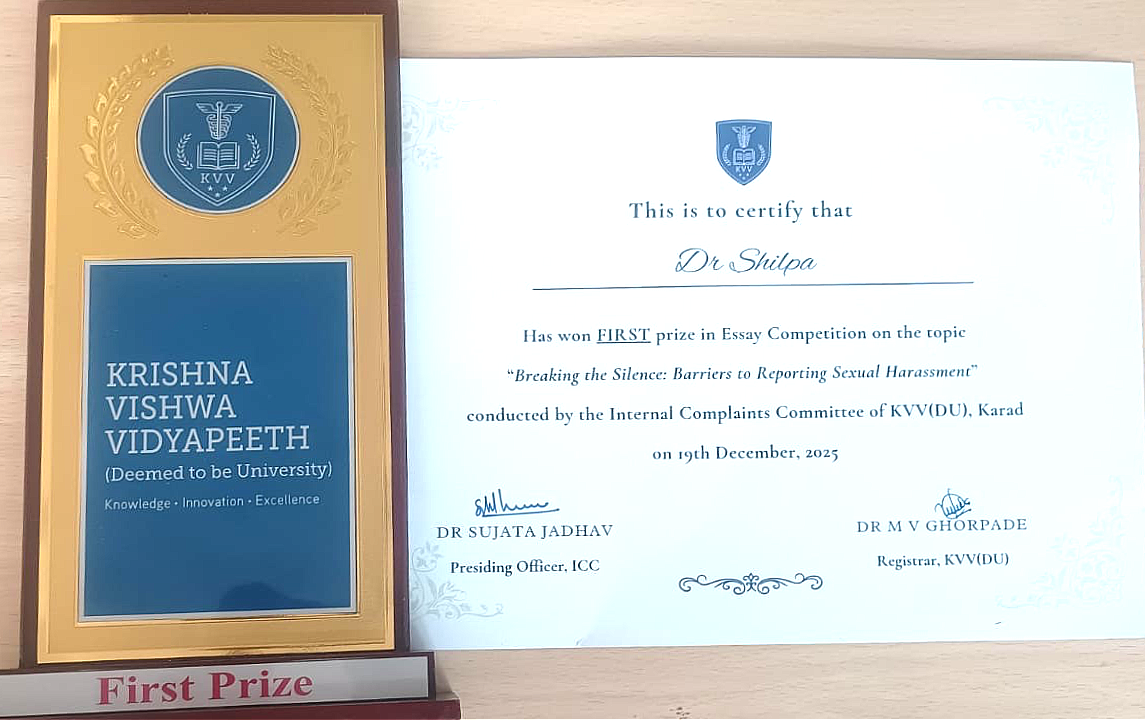 KVV
KRISHNA
VISHWA
VIDYAPEETH
(Deemed to be University)
Knowledge • Innovation • Excellence
First Prize
KVV
This is to certify that
Dr Shilpa
Has won FIRST prize in Essay Competition on the topic
“Breaking the Silence: Barriers to Reporting Sexual Harassment”
conducted by the Internal Complaints Committee of KVV(DU), Karad
on 19th December, 2025
DR SUJATA JADHAV
Presiding Officer, ICC
DR M V GHORPADE
Registrar, KVV(DU)